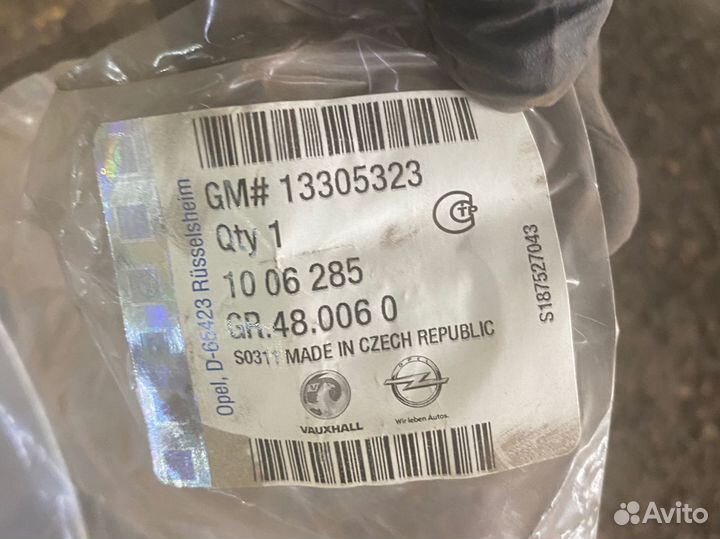 GM# 13305323
Qty 1
10 06 285
GR.48.006 0
S0311 MADE IN CZECH REPUBLIC
VAUXHALL
OPEL
Wir leben Autos.
Opel, D-65423 Rüsselsheim
S187527043
Avito